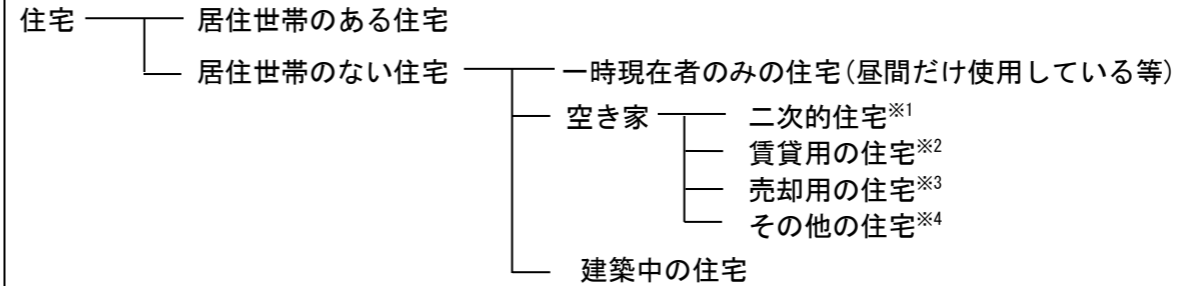 住宅 居住世帯のある住宅
居住世帯のない住宅 一時現在者のみの住宅(昼間だけ使用している等)
空き家 二次的住宅※1
賃貸用の住宅※2
売却用の住宅※3
その他の住宅※4
建築中の住宅